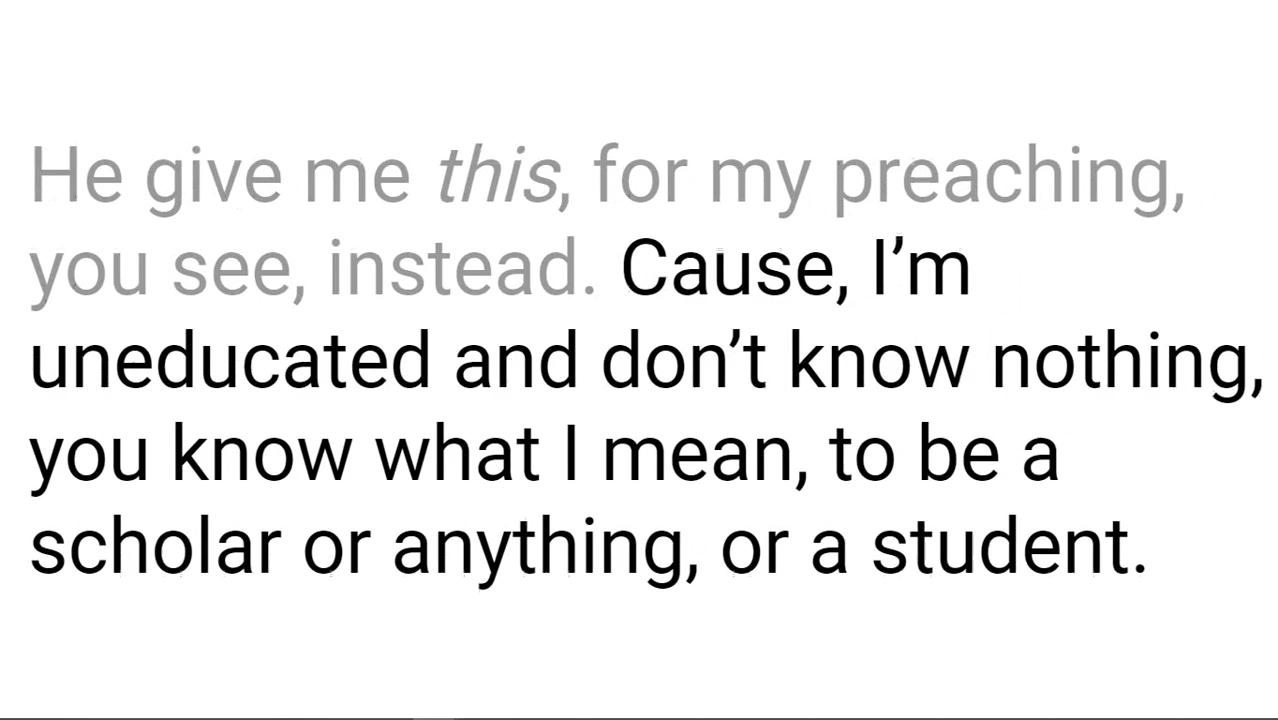 He give me this, for my preaching,
you see, instead. Cause, I’m
uneducated and don’t know nothing,
you know what I mean, to be a
scholar or anything, or a student.